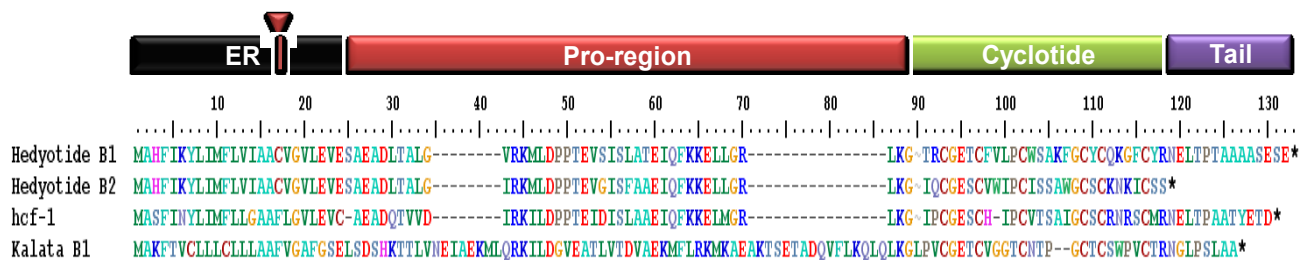 ER Pro-region Cyclotide Tail
10 20 30 40 50 60 70 80 90 100 110 120 130
Hedyotide B1 MAHFIKYLIMFLVIAACVGVLEVESAEADLTALG--------VRKMLDPPTEVSISLATEIQFKKELLGR----------------LKG~TRCGETCFVLPCWSAKFGCYCQKGFCYRNELTPTAAAASESE*
Hedyotide B2 MAHFIKYLIMFLVIAACVGVLEVESAEADLTALG--------IRKMLDPPTEVGISFAAEIQFKKELLGR----------------LKG~IQCGESCVWIPCISSAWGCSCKNKICSS*
hcf-1 MASFINYLIMFLLGAAFLGVLEVC-AEADQTVVD--------IRKILDPPTEIDISLAAEIQFKKELMGR----------------LKG~IPCGESCH-IPCVTSAIGCSCRNRSCMRNELTPAATYETD*
Kalata B1 MAKFTVCLLLCLLLAAFVGAFGSELSDSHKTTLVNEIAEKMLQRKILDGVEATLVTDVAEKMFLRKMKAEAKTSETADQVFLKQLQLKGLPVCGETCVGGTCNTP--GCTCSWPVCTRNGLPSLAA*